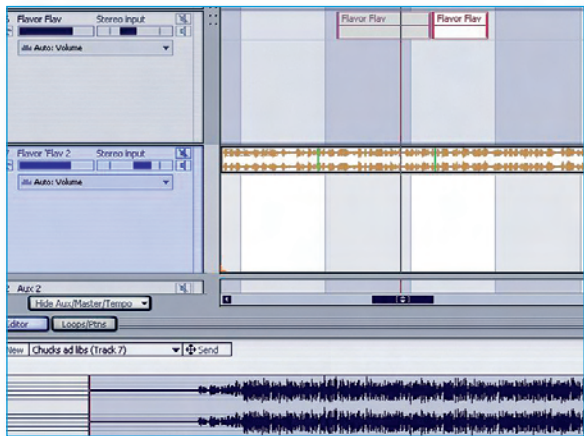 Flavor Flav Stereo input Flavor Flav Flavor Flav
Auto: Volume
Flavor Flav 2 Stereo input
Auto: Volume
2 Aux 2
Hide Aux/Master/Tempo
Editor Loops/Ptns
New Chucks ad libs (Track 7) Send